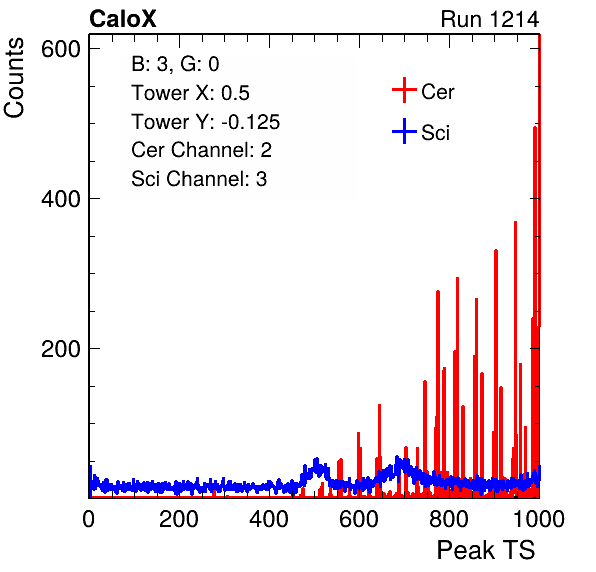 CaloX Run 1214
600
400
200
Counts
B: 3, G: 0
Tower X: 0.5
Tower Y: -0.125
Cer Channel: 2
Sci Channel: 3
Cer
Sci
0 200 400 600 800 1000
Peak TS